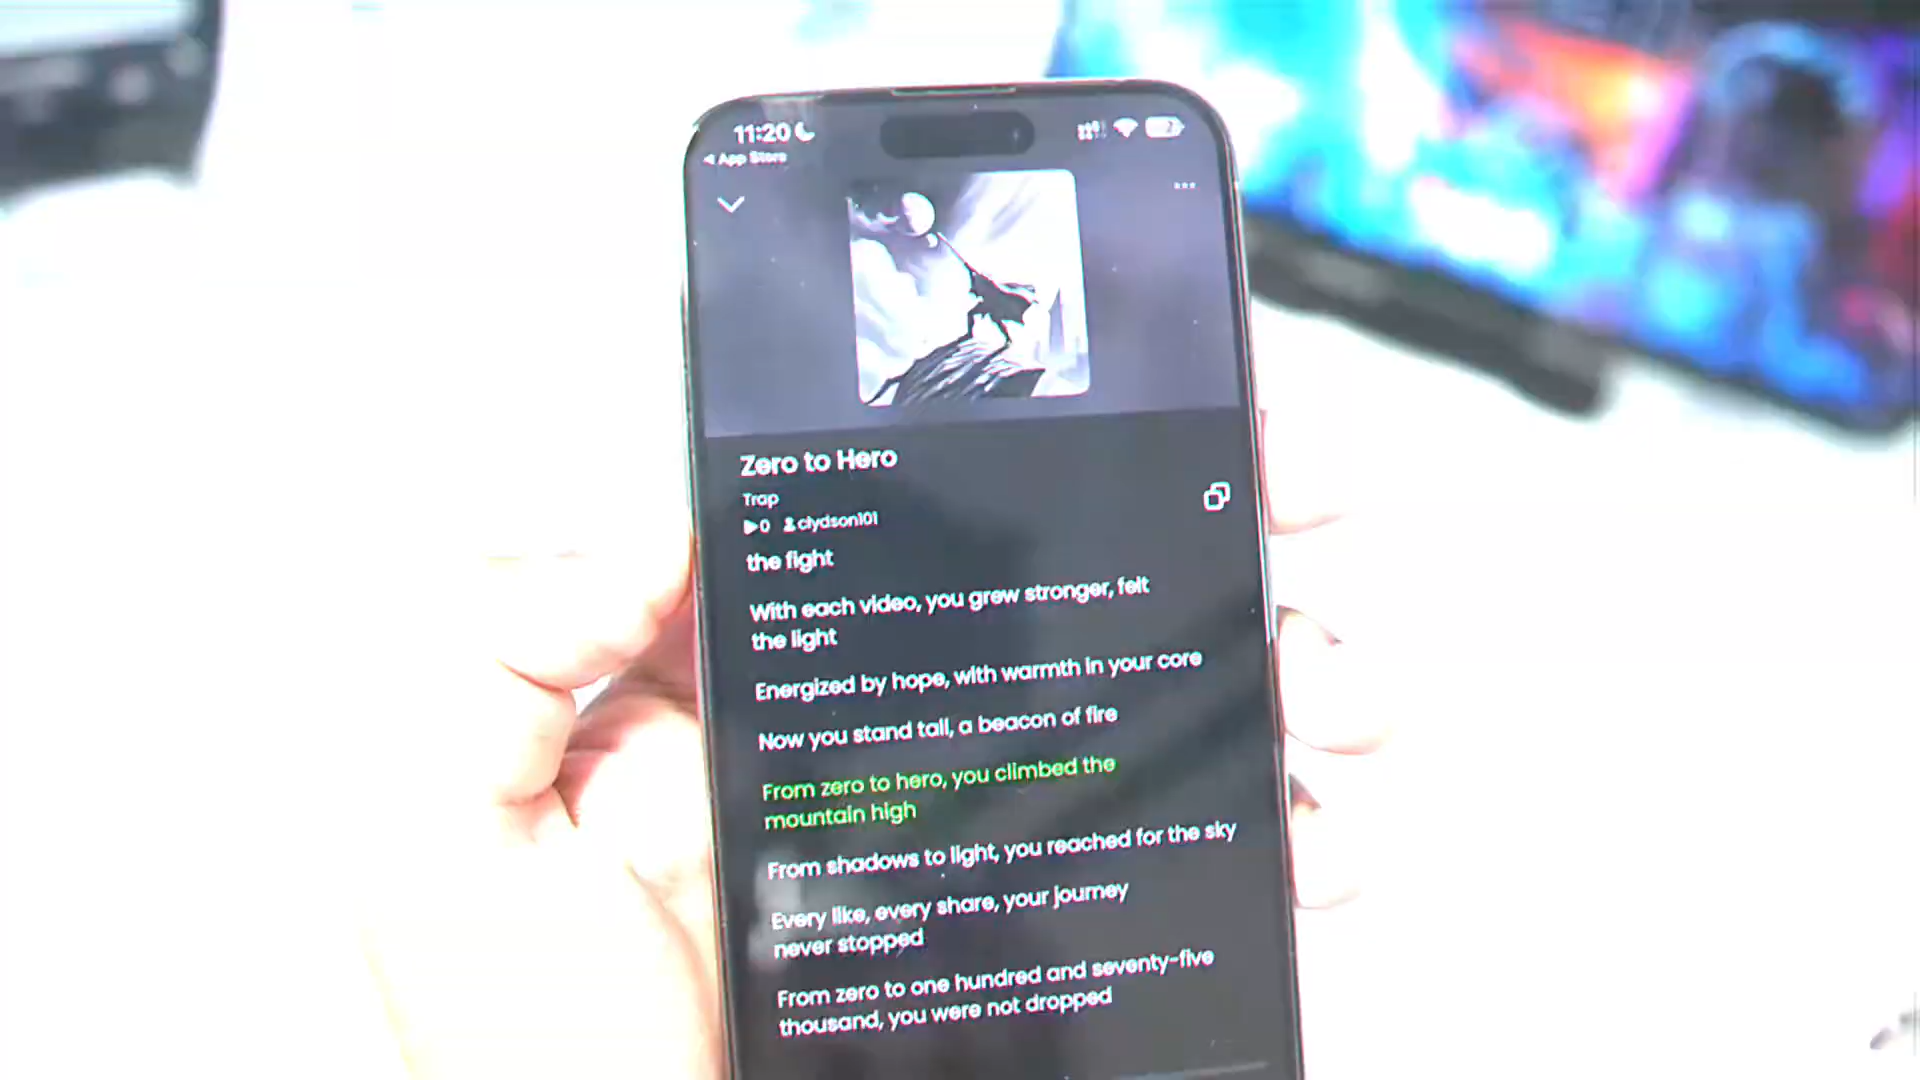 11:20
App Store
Zero to Hero
Trap
0 clydson101
the fight
With each video, you grew stronger, felt
the light
Energized by hope, with warmth in your core
Now you stand tall, a beacon of fire
From zero to hero, you climbed the
mountain high
From shadows to light, you reached for the sky
Every like, every share, your journey
never stopped
From zero to one hundred and seventy-five
thousand, you were not dropped